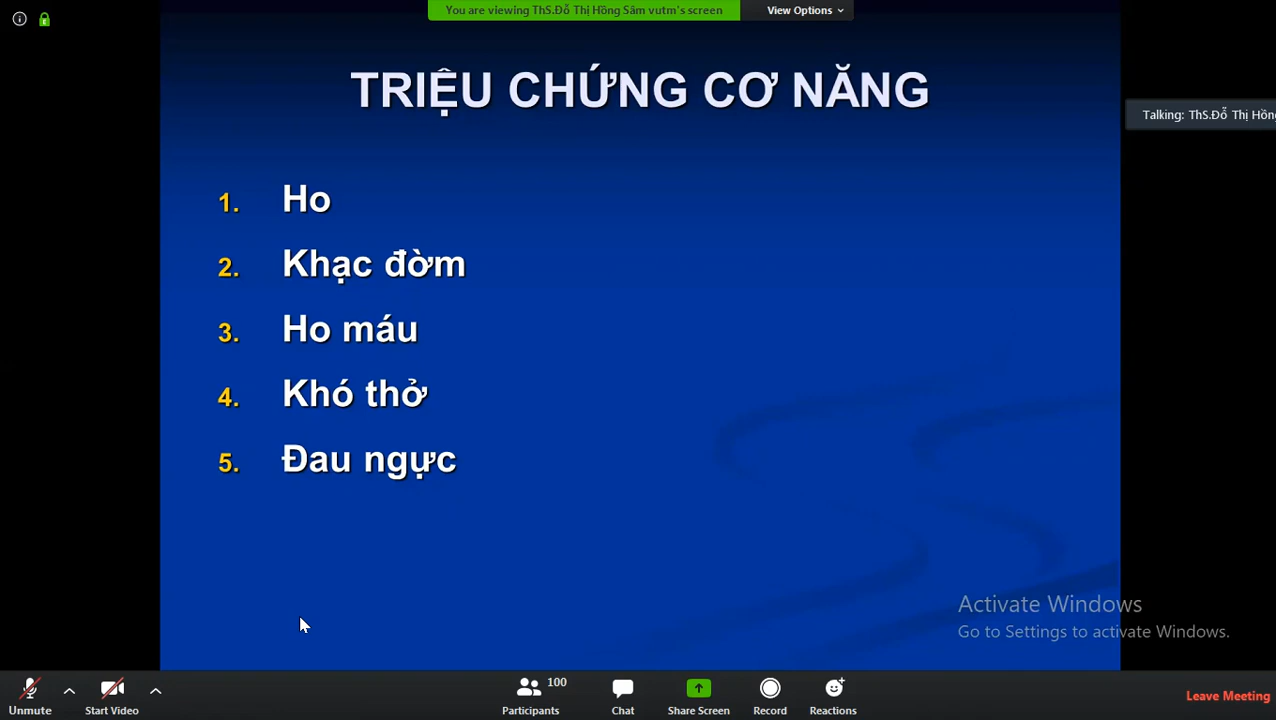 You are viewing ThS.Đỗ Thị Hồng Sâm vutm's screen
View Options
TRIỆU CHỨNG CƠ NĂNG
Talking: ThS.Đỗ Thị Hồng
1. Ho
2. Khạc đờm
3. Ho máu
4. Khó thở
5. Đau ngực
Activate Windows
Go to Settings to activate Windows.
100
Unmute
Start Video
Participants
Chat
Share Screen
Record
Reactions
Leave Meeting